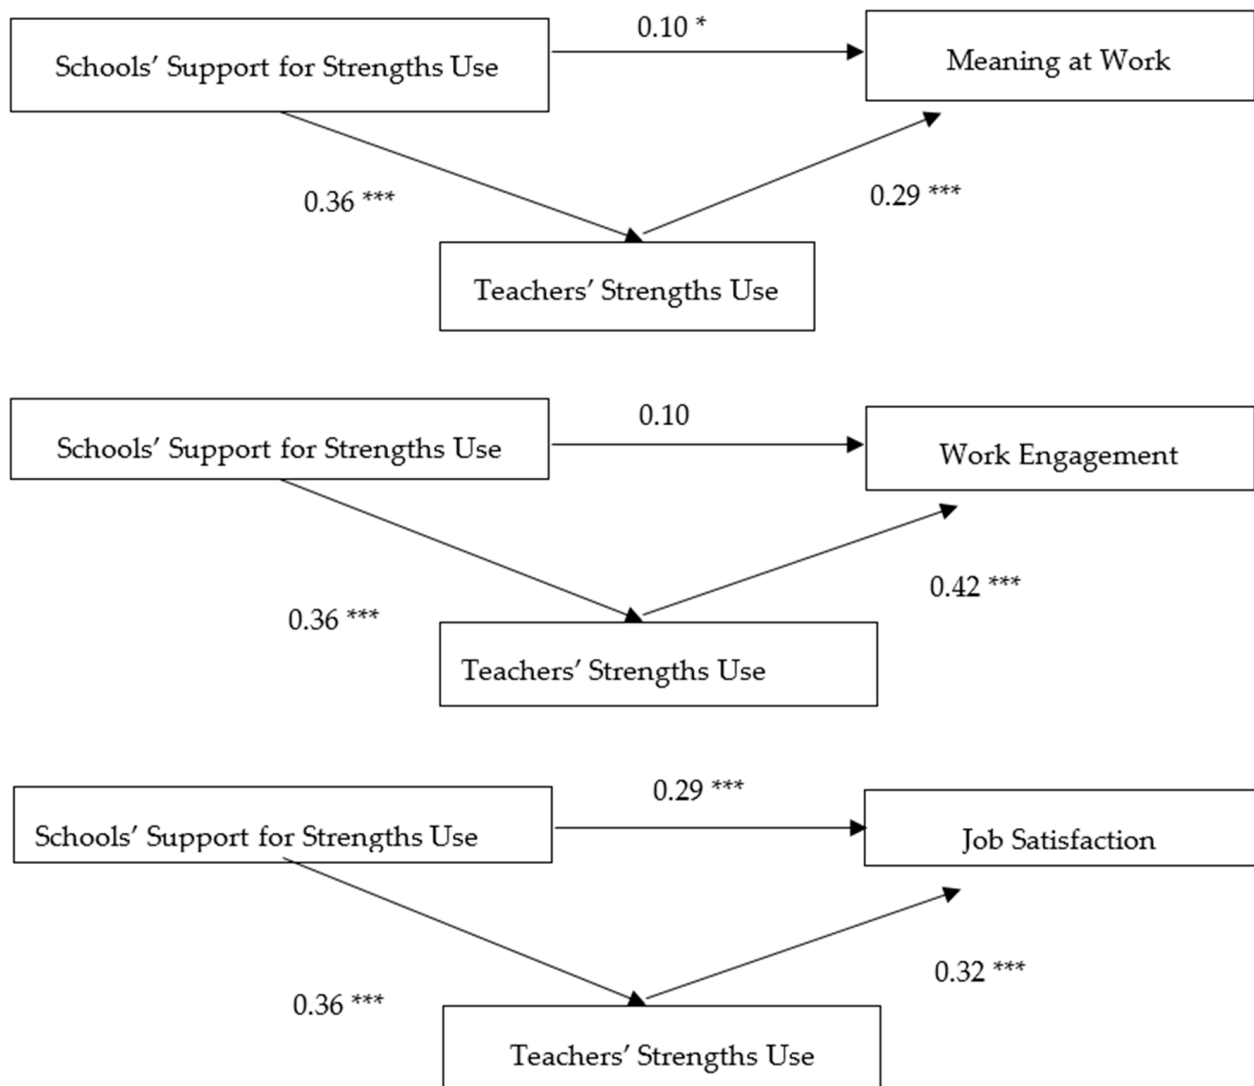 0.10 *
Schools’ Support for Strengths Use
Meaning at Work
0.36 ***
0.29 ***
Teachers’ Strengths Use
0.10
Schools’ Support for Strengths Use
Work Engagement
0.36 ***
0.42 ***
Teachers’ Strengths Use
0.29 ***
Schools’ Support for Strengths Use
Job Satisfaction
0.36 ***
0.32 ***
Teachers’ Strengths Use